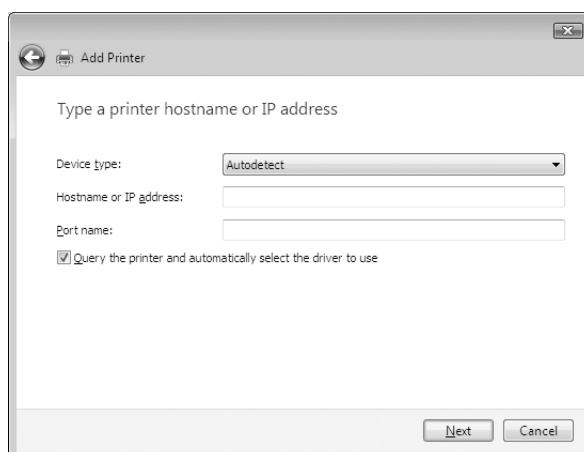 Add Printer
Type a printer hostname or IP address
Device type: Autodetect
Hostname or IP address:
Port name:
Query the printer and automatically select the driver to use
Next Cancel